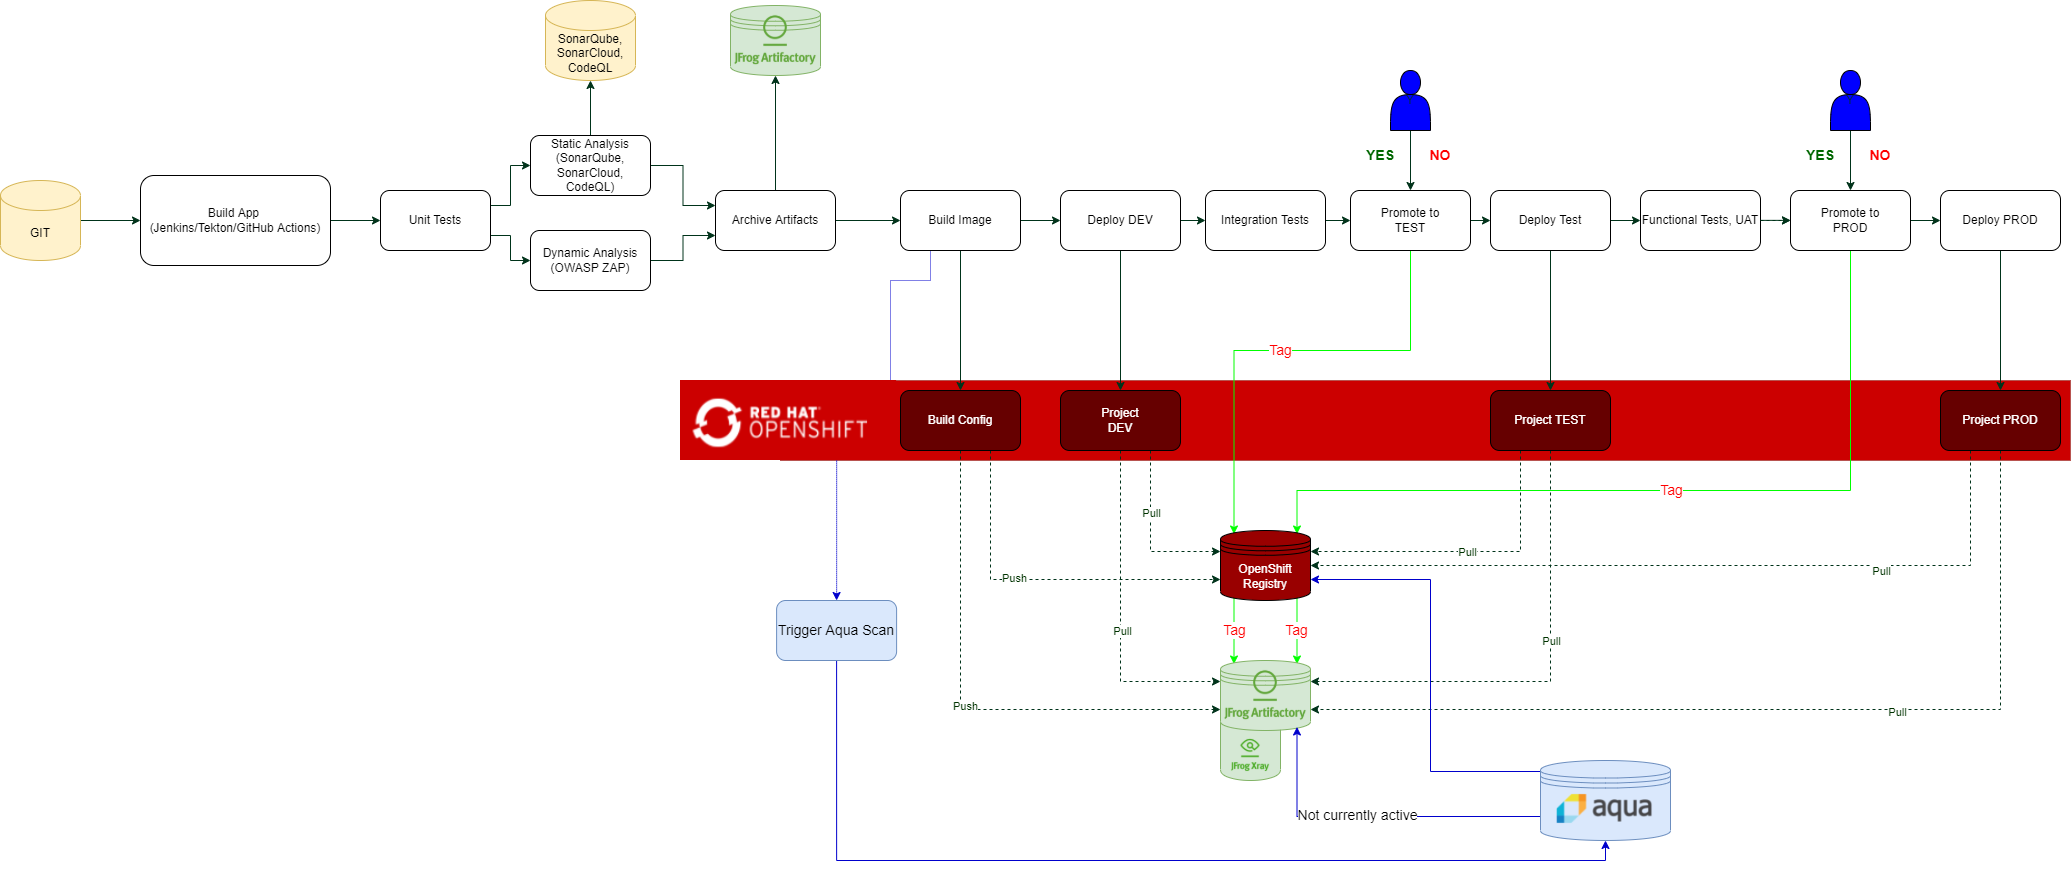 SonarQube,
SonarCloud,
CodeQL
JFrog Artifactory
YES
NO
YES
NO
GIT
Build App
(Jenkins/Tekton/GitHub Actions)
Unit Tests
Static Analysis
(SonarQube,
SonarCloud,
CodeQL)
Dynamic Analysis
(OWASP ZAP)
Archive Artifacts
Build Image
Deploy DEV
Integration Tests
Promote to
TEST
Deploy Test
Functional Tests, UAT
Promote to
PROD
Deploy PROD
Tag
RED HAT
OPENSHIFT
Build Config
Project
DEV
Project TEST
Project PROD
Tag
Pull
Pull
Pull
Push
OpenShift
Registry
Trigger Aqua Scan
Pull
Tag
Tag
Pull
Push
JFrog Artifactory
Pull
JFrog Xray
Not currently active
aqua